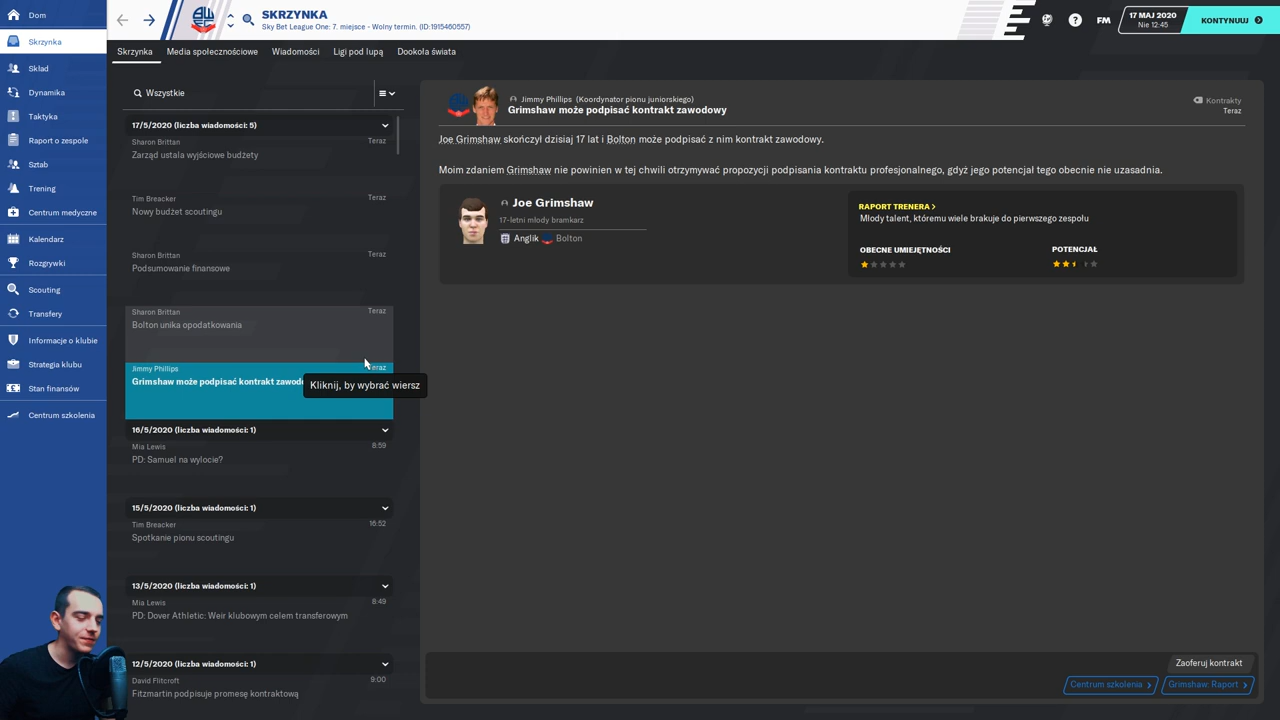 Dom
Skrzynka
Skład
Dynamika
Taktyka
Raport o zespole
Sztab
Trening
Centrum medyczne
Kalendarz
Rozgrywki
Scouting
Transfery
Informacje o klubie
Strategia klubu
Stan finansów
Centrum szkolenia
SKRZYNKA
Sky Bet League One: 7. miejsce - Wolny termin. (ID:1915460557)
?
FM
17 MAJ 2020
Nie 12:45
KONTYNUUJ
Skrzynka
Media społecznościowe
Wiadomości
Ligi pod lupą
Dookoła świata
Wszystkie
17/5/2020 (liczba wiadomości: 5)
Sharon Brittan
Teraz
Zarząd ustala wyjściowe budżety
Tim Breacker
Teraz
Nowy budżet scoutingu
Sharon Brittan
Teraz
Podsumowanie finansowe
Sharon Brittan
Teraz
Bolton unika opodatkowania
Jimmy Phillips
Teraz
Grimshaw może podpisać kontrakt zawodo
Kliknij, by wybrać wiersz
16/5/2020 (liczba wiadomości: 1)
Mia Lewis
8:59
PD: Samuel na wylocie?
15/5/2020 (liczba wiadomości: 1)
Tim Breacker
16:52
Spotkanie pionu scoutingu
13/5/2020 (liczba wiadomości: 1)
Mia Lewis
8:49
PD: Dover Athletic: Weir klubowym celem transferowym
12/5/2020 (liczba wiadomości: 1)
David Flitcroft
9:00
Fitzmartin podpisuje promesę kontraktową
Jimmy Phillips (Koordynator pionu juniorskiego)
Grimshaw może podpisać kontrakt zawodowy
Kontrakty
Teraz
Joe Grimshaw skończył dzisiaj 17 lat i Bolton może podpisać z nim kontrakt zawodowy.
Moim zdaniem Grimshaw nie powinien w tej chwili otrzymywać propozycji podpisania kontraktu profesjonalnego, gdyż jego potencjał tego obecnie nie uzasadnia.
Joe Grimshaw
17-letni młody bramkarz
Anglik
Bolton
RAPORT TRENERA >
Młody talent, któremu wiele brakuje do pierwszego zespołu
OBECNE UMIEJĘTNOŚCI
POTENCJAŁ
Zaoferuj kontrakt
Centrum szkolenia >
Grimshaw: Raport >